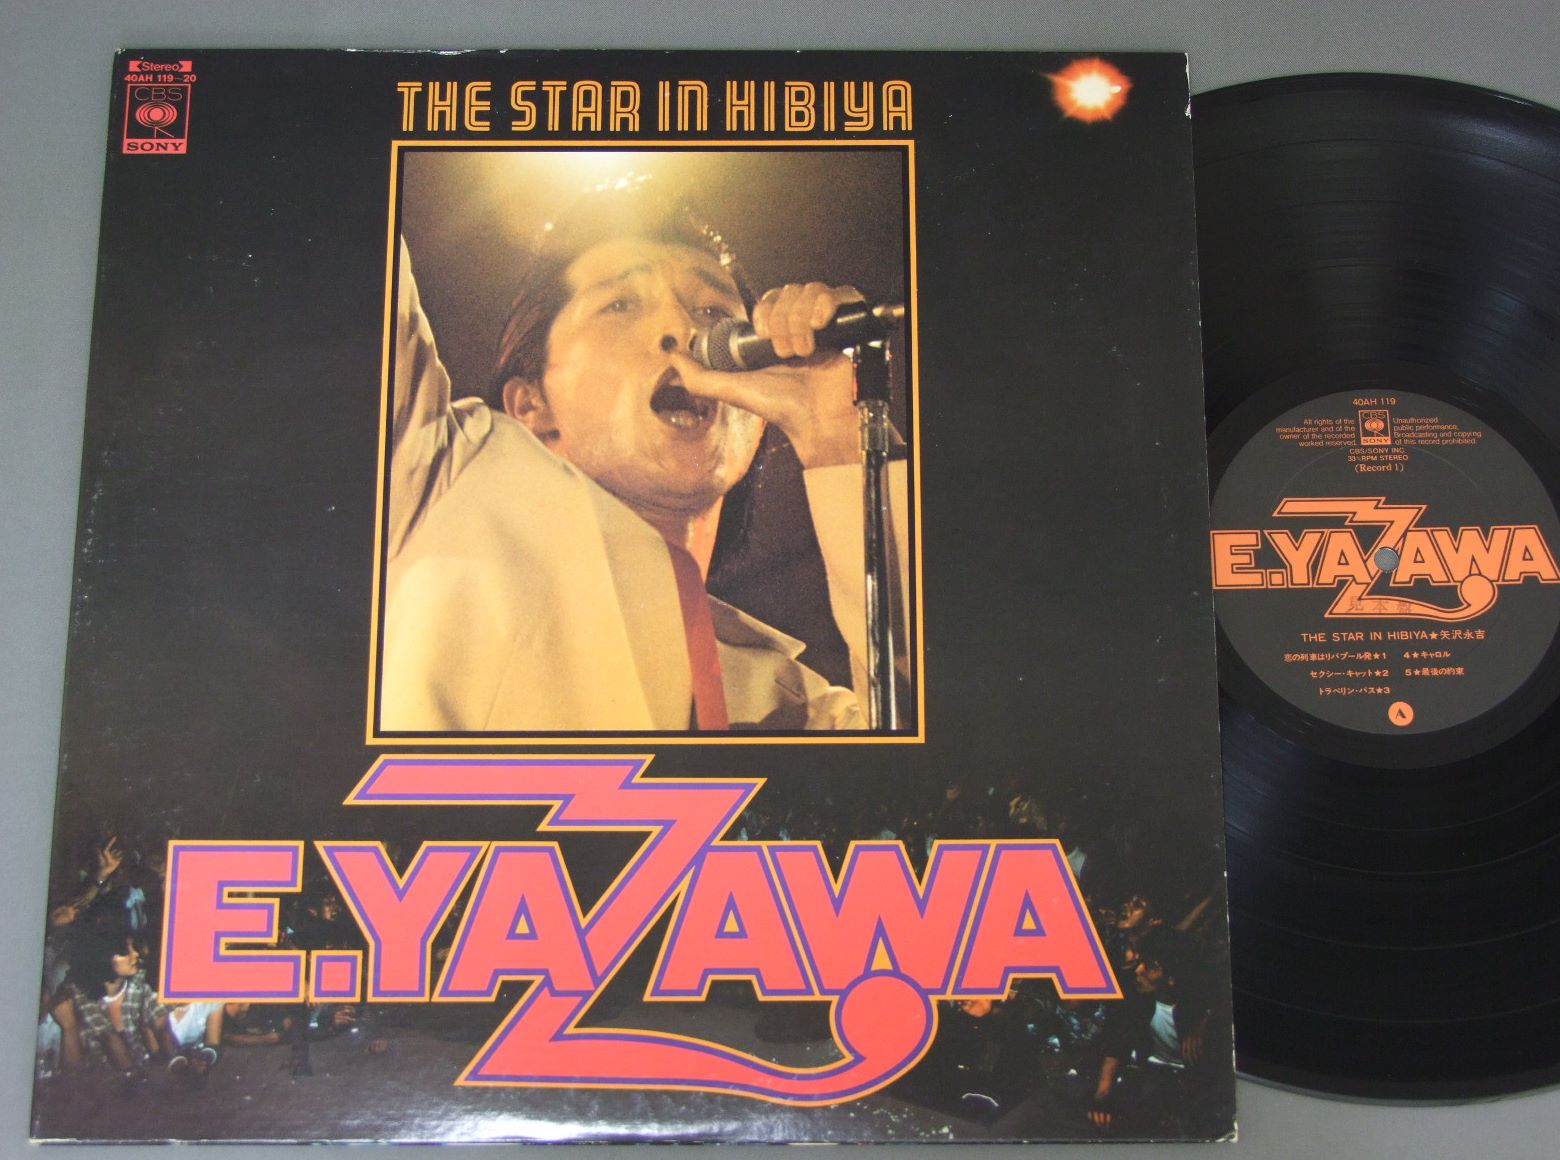 Stereo
40AH 119~20
CBS
SONY
THE STAR IN HIBIYA
E.YAZAWA
40AH 119
All rights of the
manufacturer and of the
owner of the recorded
worked reserved.
CBS
SONY
Unauthorized
public performance,
Broadcasting and copying
of this record prohibited.
CBS/SONY INC.
33⅓RPM STEREO
(Record 1)
E.YAZAWA
見本盤
THE STAR IN HIBIYA★矢沢永吉
恋の列車はリバプール発★1
セクシー・キャット★2
トラベリン・バス★3
4★キャロル
5★最後の約束
A